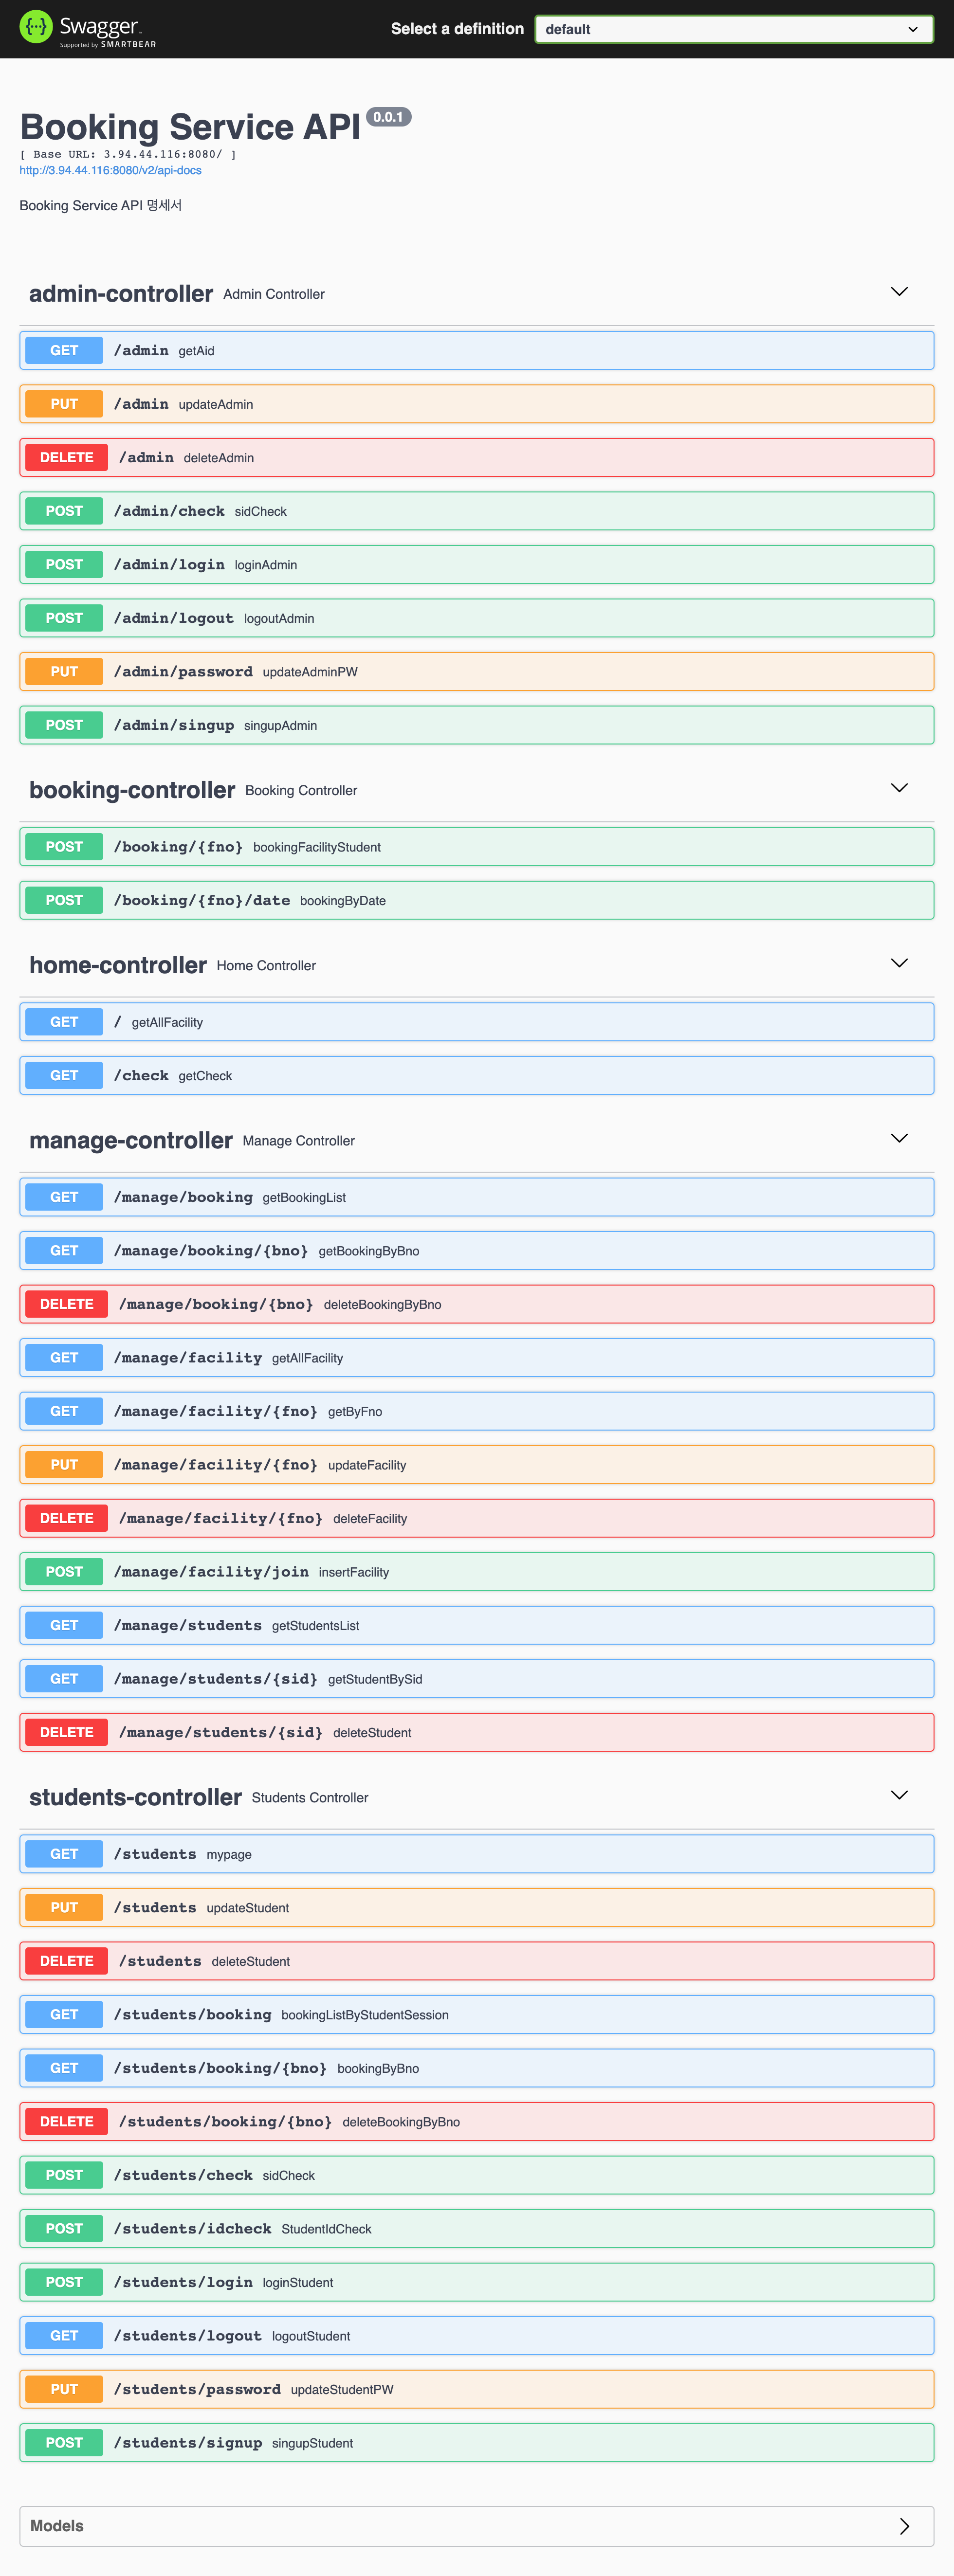 Swagger
Supported by SMARTBEAR
Select a definition
default
Booking Service API 0.0.1
[ Base URL: 3.94.44.116:8080/ ]
http://3.94.44.116:8080/v2/api-docs
Booking Service API 명세서
admin-controller Admin Controller
GET /admin getAid
PUT /admin updateAdmin
DELETE /admin deleteAdmin
POST /admin/check sidCheck
POST /admin/login loginAdmin
POST /admin/logout logoutAdmin
PUT /admin/password updateAdminPW
POST /admin/singup singupAdmin
booking-controller Booking Controller
POST /booking/{fno} bookingFacilityStudent
POST /booking/{fno}/date bookingByDate
home-controller Home Controller
GET / getAllFacility
GET /check getCheck
manage-controller Manage Controller
GET /manage/booking getBookingList
GET /manage/booking/{bno} getBookingByBno
DELETE /manage/booking/{bno} deleteBookingByBno
GET /manage/facility getAllFacility
GET /manage/facility/{fno} getByFno
PUT /manage/facility/{fno} updateFacility
DELETE /manage/facility/{fno} deleteFacility
POST /manage/facility/join insertFacility
GET /manage/students getStudentsList
GET /manage/students/{sid} getStudentBySid
DELETE /manage/students/{sid} deleteStudent
students-controller Students Controller
GET /students mypage
PUT /students updateStudent
DELETE /students deleteStudent
GET /students/booking bookingListByStudentSession
GET /students/booking/{bno} bookingByBno
DELETE /students/booking/{bno} deleteBookingByBno
POST /students/check sidCheck
POST /students/idcheck StudentIdCheck
POST /students/login loginStudent
GET /students/logout logoutStudent
PUT /students/password updateStudentPW
POST /students/signup singupStudent
Models